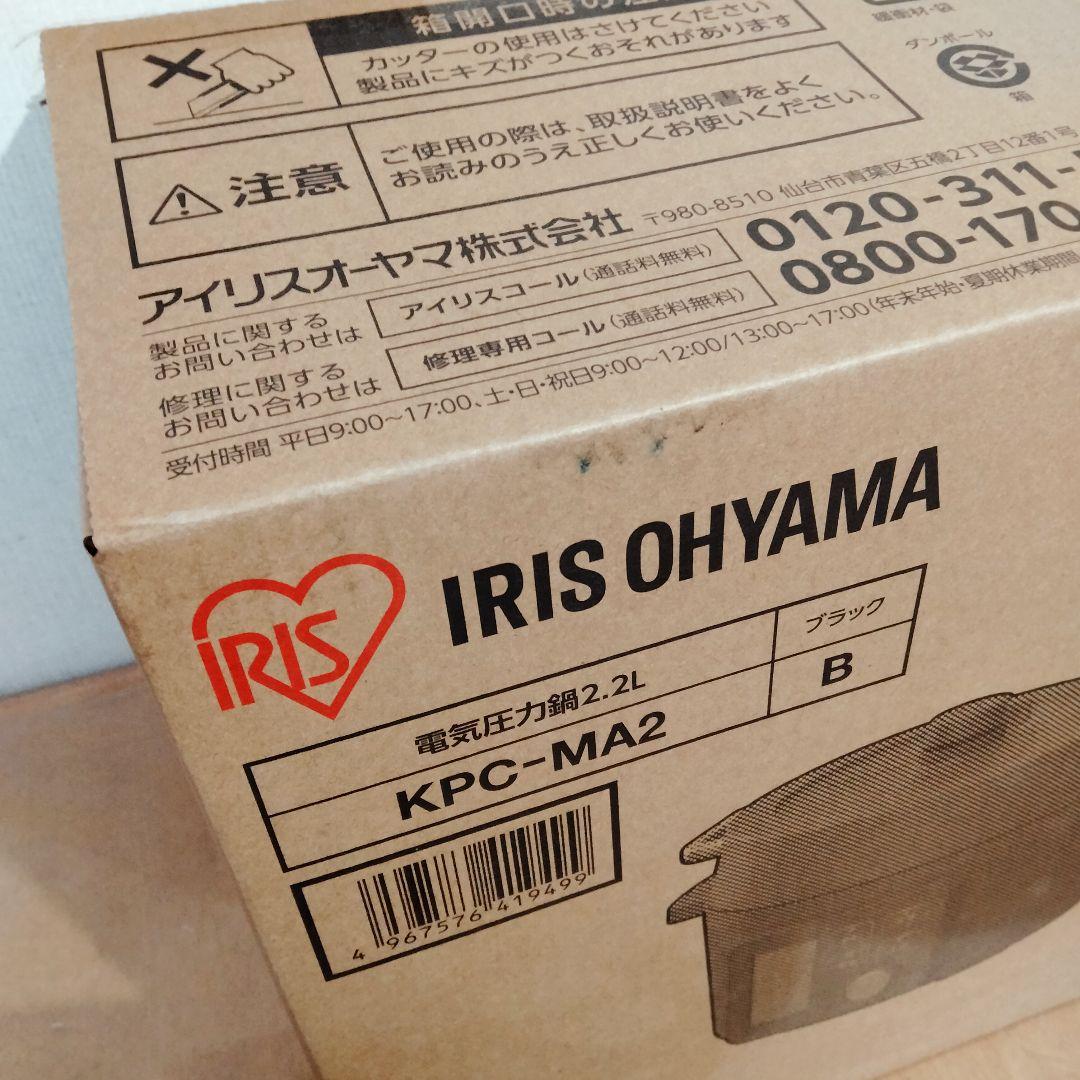 箱開口時の
カッターの使用はさけてください
製品にキズがつくおそれがあります
緩衝材・袋
ダンボール
箱
注意
ご使用の際は、取扱説明書をよく
お読みのうえ正しくお使いください。
アイリスオーヤマ株式会社 〒980-8510 仙台市青葉区五橋2丁目12番1号
製品に関する
お問い合わせは
アイリスコール(通話料無料)
0120-311-
修理に関する
お問い合わせは
修理専用コール(通話料無料)
0800-170
受付時間 平日9:00~17:00、土・日・祝日9:00~12:00/13:00~17:00(年末年始・夏期休業期間
IRIS
IRIS OHYAMA
電気圧力鍋2.2L
ブラック
KPC-MA2
B
4 967576 419499